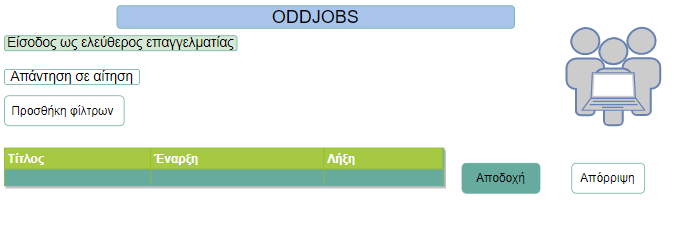 ODDJOBS
Είσοδος ως ελεύθερος επαγγελματίας
Απάντηση σε αίτηση
Προσθήκη φίλτρων
Τίτλος Έναρξη Λήξη
Αποδοχή Απόρριψη